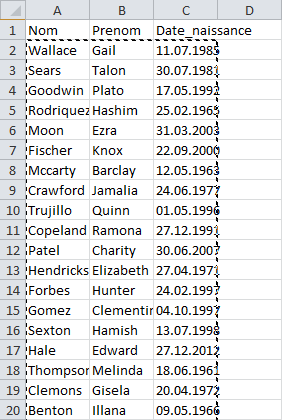 A B C D
1 Nom Prenom Date_naissance
2 Wallace Gail 11.07.1985
3 Sears Talon 30.07.1981
4 Goodwin Plato 17.05.1992
5 Rodriquez Hashim 25.02.1965
6 Moon Ezra 31.03.2003
7 Fischer Knox 22.09.2000
8 Mccarty Barclay 12.05.1963
9 Crawford Jamalia 24.06.1977
10 Trujillo Quinn 01.05.1996
11 Copeland Ramona 27.12.1991
12 Patel Charity 30.06.2007
13 Hendricks Elizabeth 27.04.1971
14 Forbes Hunter 24.02.1997
15 Gomez Clementin 04.10.1997
16 Sexton Hamish 13.07.1998
17 Hale Edward 27.12.2012
18 Thompson Melinda 18.06.1961
19 Clemons Gisela 20.04.1972
20 Benton Illana 09.05.1966